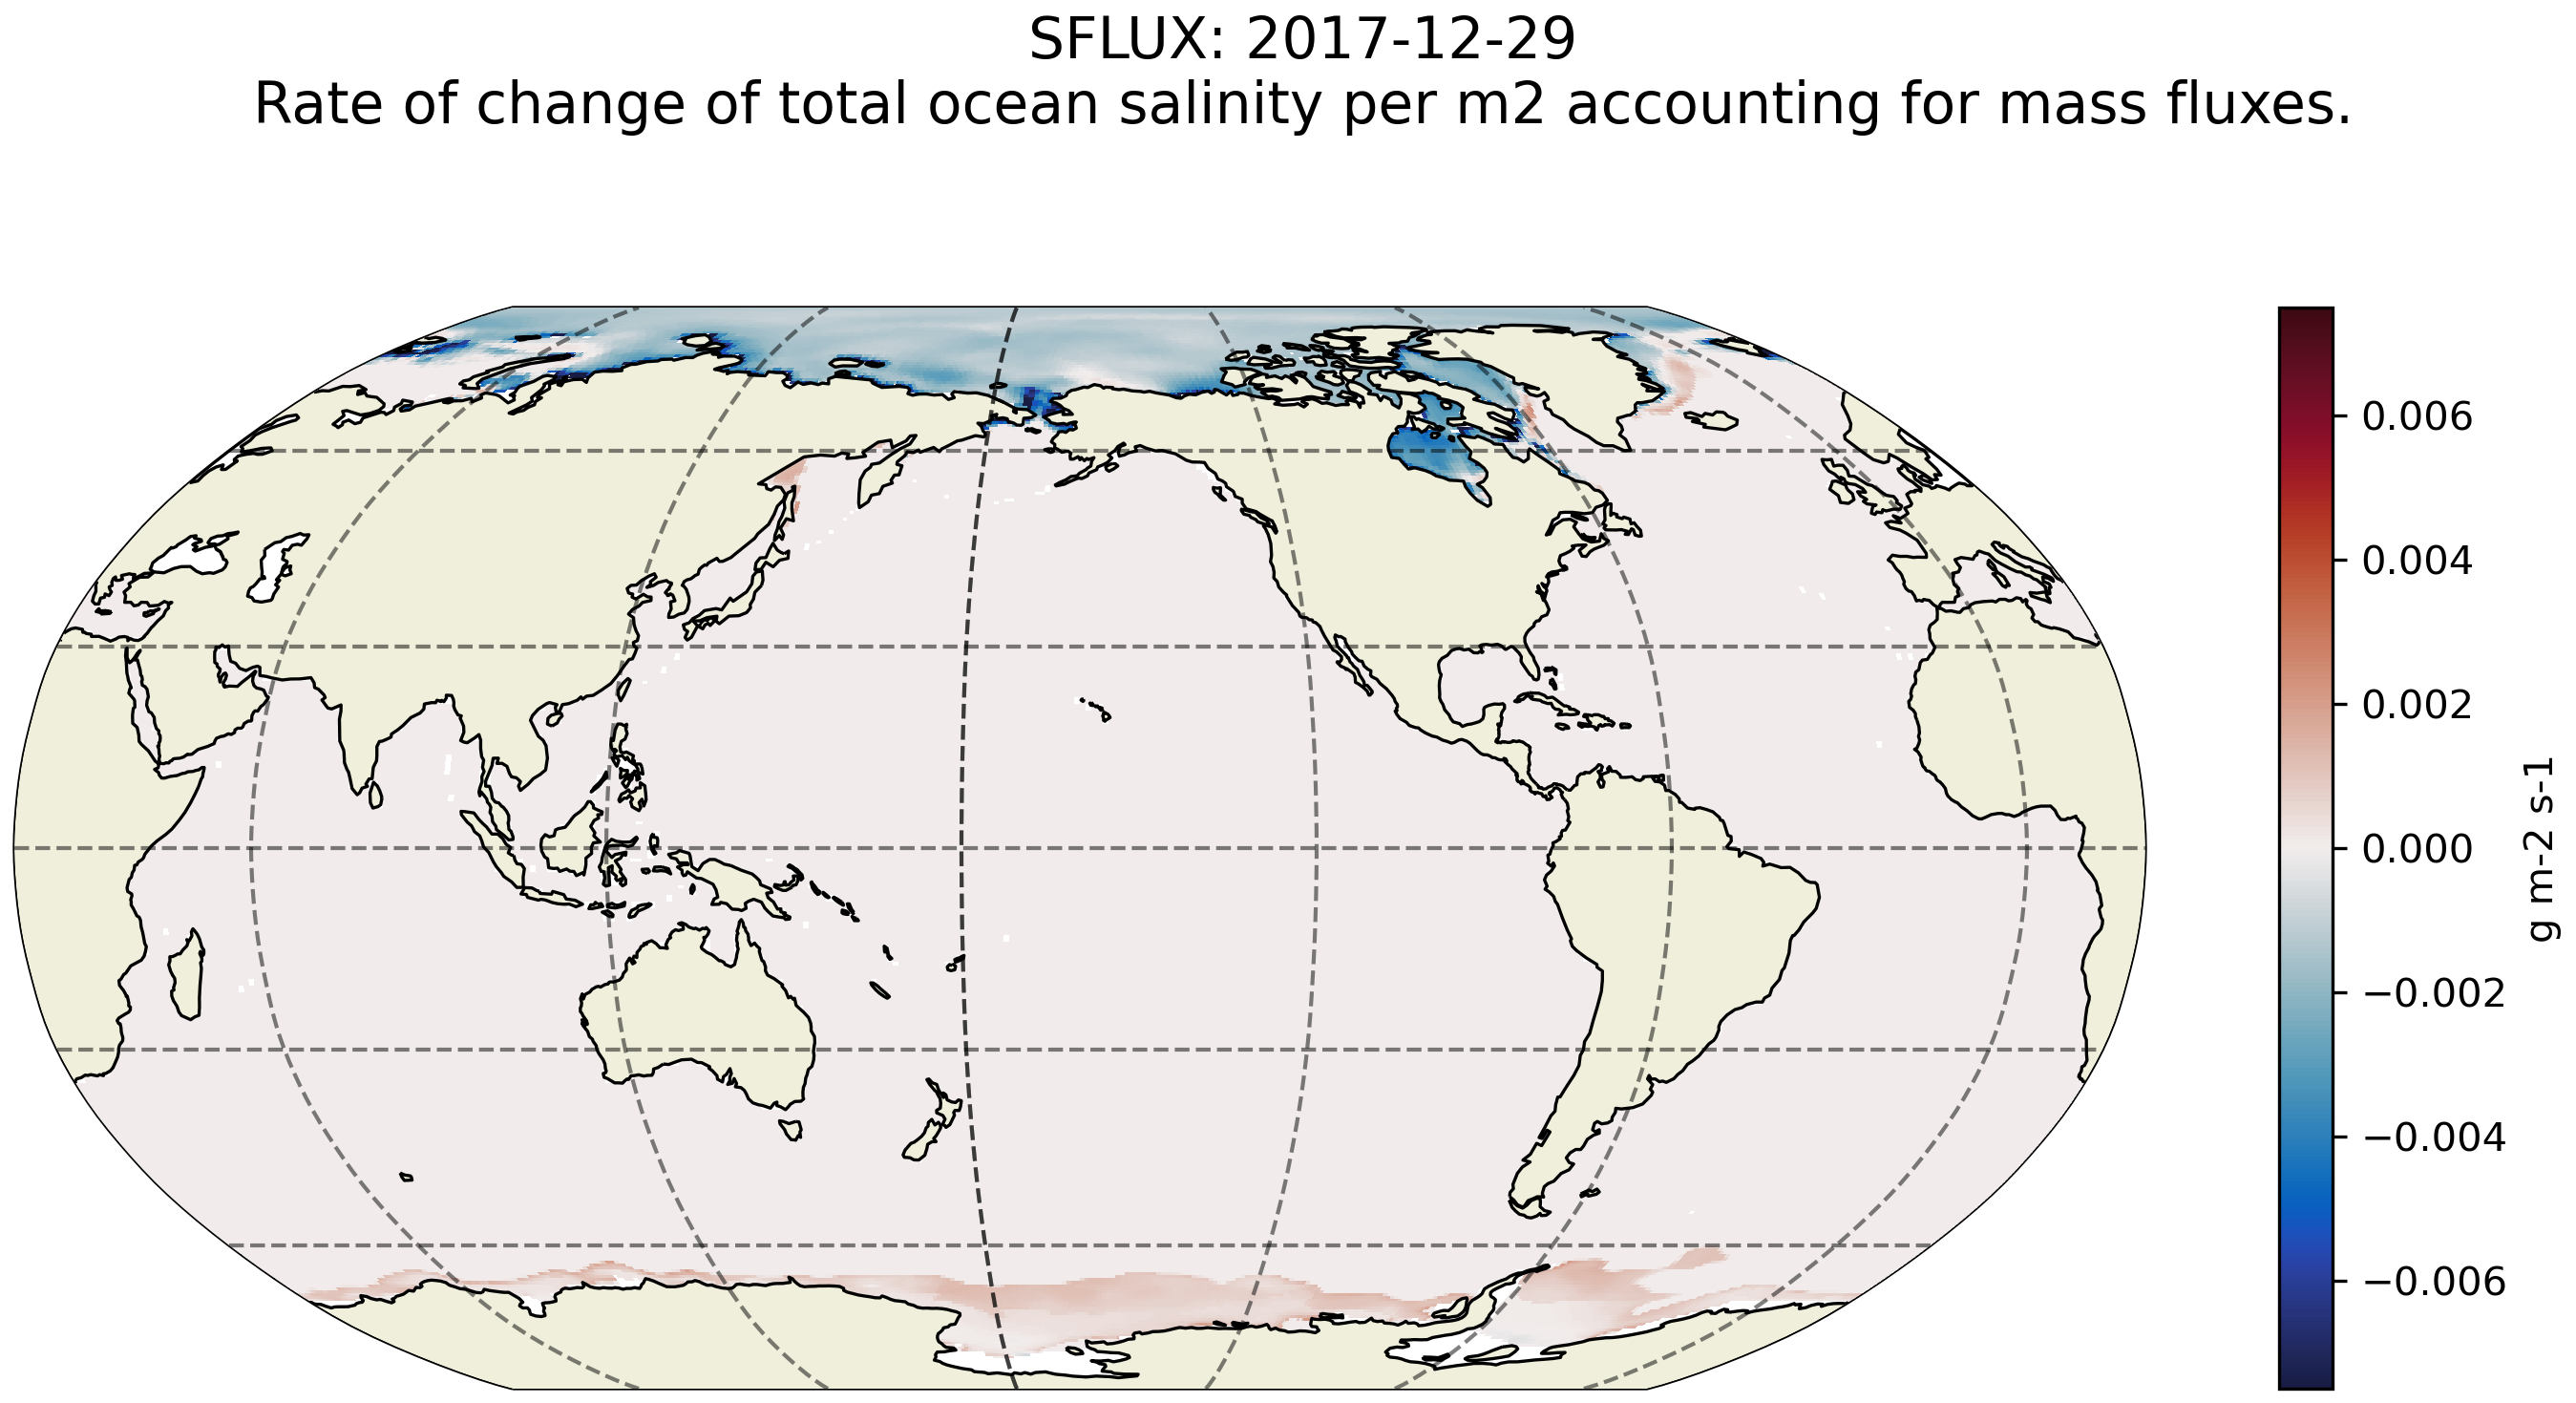 SFLUX: 2017-12-29
Rate of change of total ocean salinity per m2 accounting for mass fluxes.
0.006
0.004
0.002
0.000
−0.002
−0.004
−0.006
g m-2 s-1